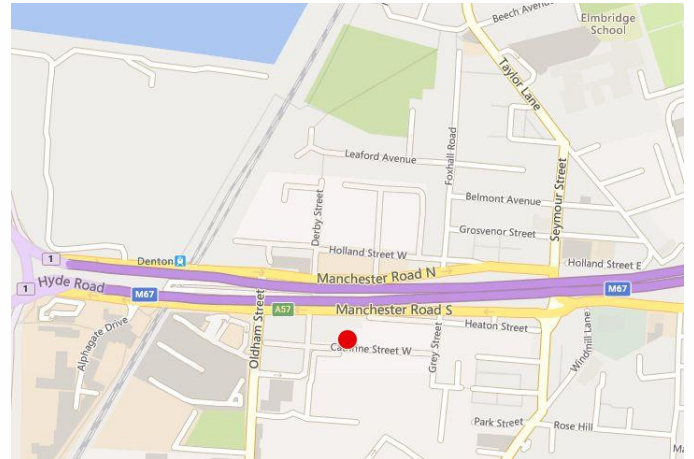 Beech Avenue
Elmbridge
School
Taylor Lane
Foxhall Road
Leaford Avenue
Seymour Street
Belmont Avenue
Derby Street
Grosvenor Street
Holland Street W
Denton
Holland Street E
1
Manchester Road N
Hyde Road
1
M67
M67
A57
Manchester Road S
Oldham Street
Heaton Street
Alphagate Drive
Grey Street
Windmill Lane
Street W
Park Street
Rose Hill